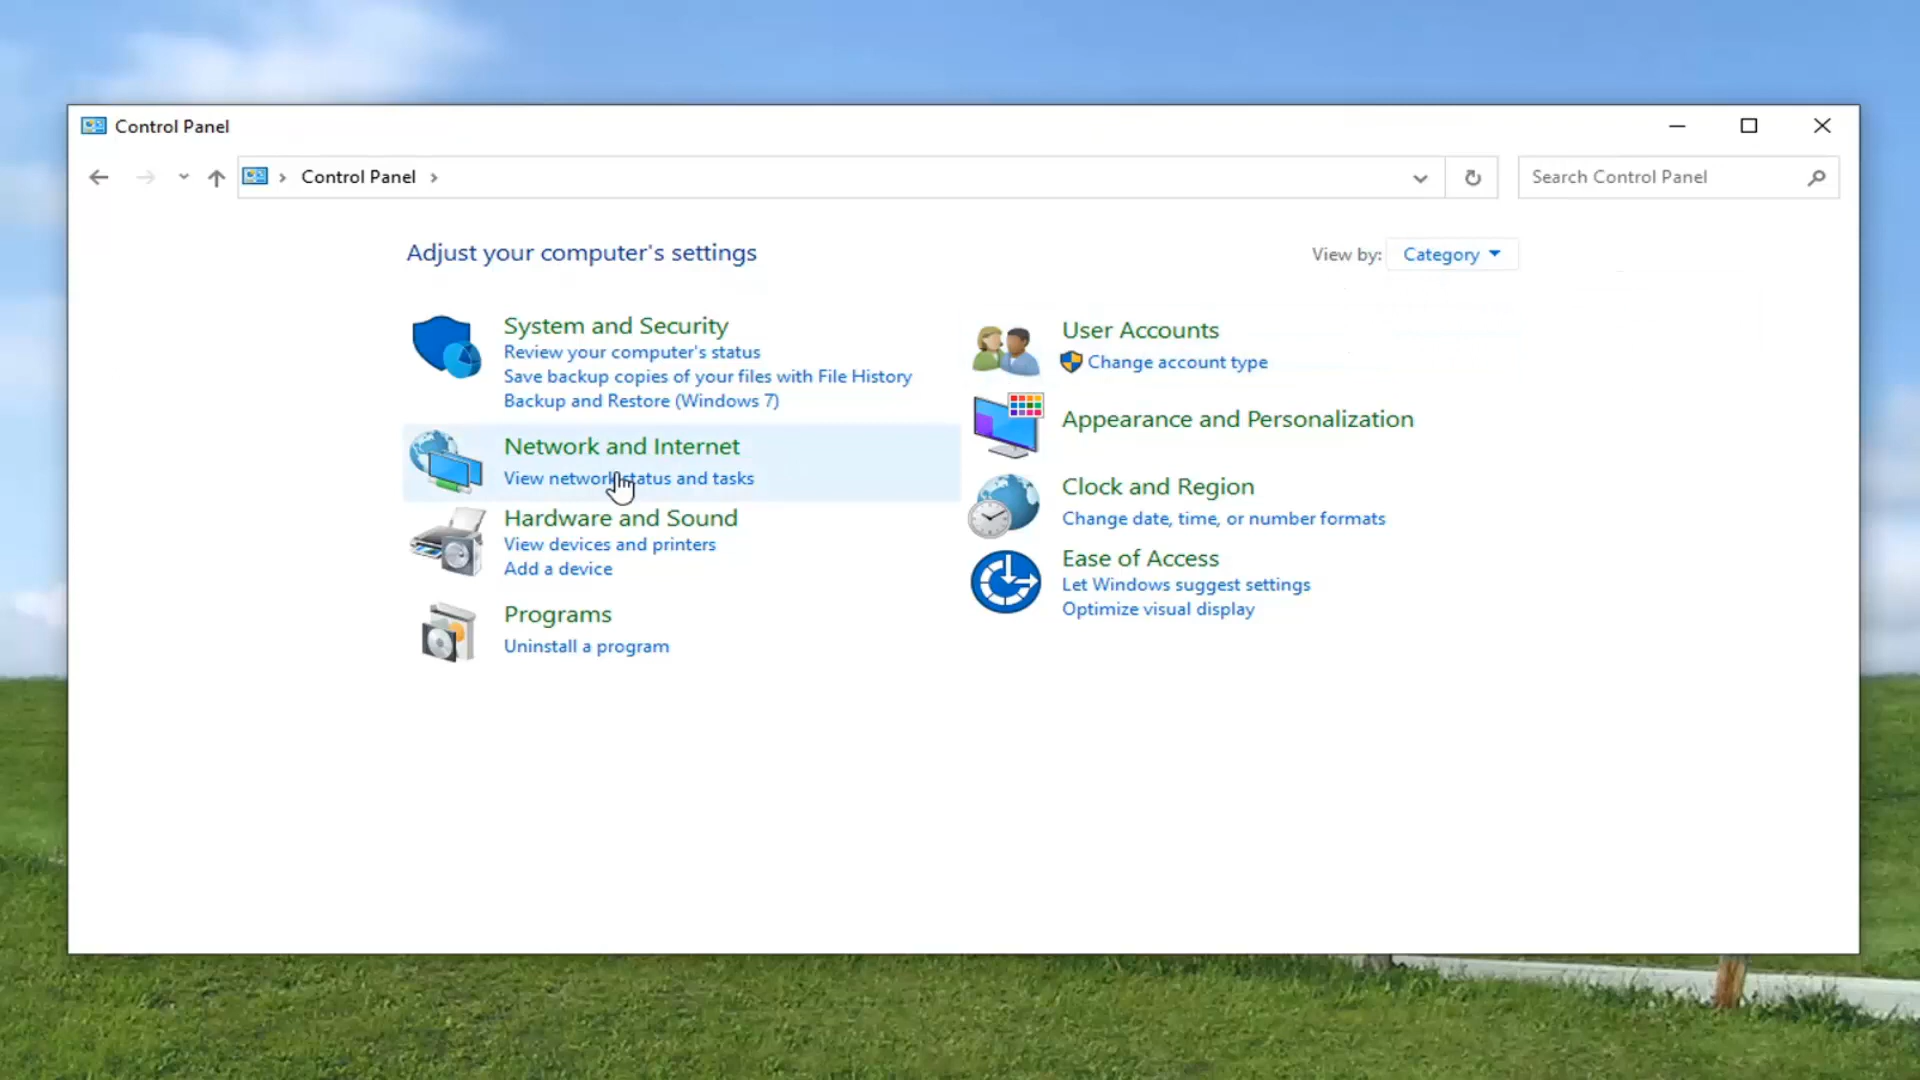 Control Panel
Control Panel
Search Control Panel
Adjust your computer's settings
View by: Category
System and Security
Review your computer's status
Save backup copies of your files with File History
Backup and Restore (Windows 7)
Network and Internet
View network status and tasks
Hardware and Sound
View devices and printers
Add a device
Programs
Uninstall a program
User Accounts
Change account type
Appearance and Personalization
Clock and Region
Change date, time, or number formats
Ease of Access
Let Windows suggest settings
Optimize visual display